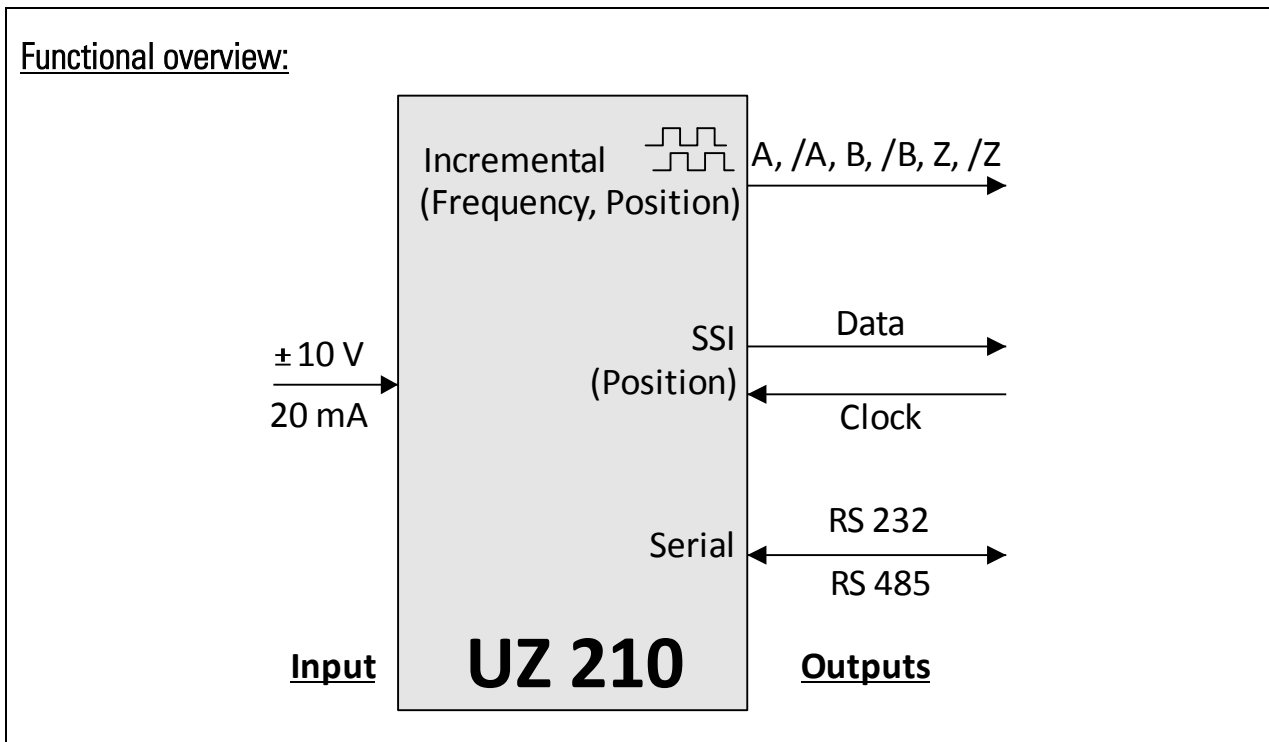 Functional overview:
Incremental
(Frequency, Position)
A, /A, B, /B, Z, /Z
± 10 V
20 mA
SSI
(Position)
Data
Clock
Serial
RS 232
RS 485
Input
UZ 210
Outputs